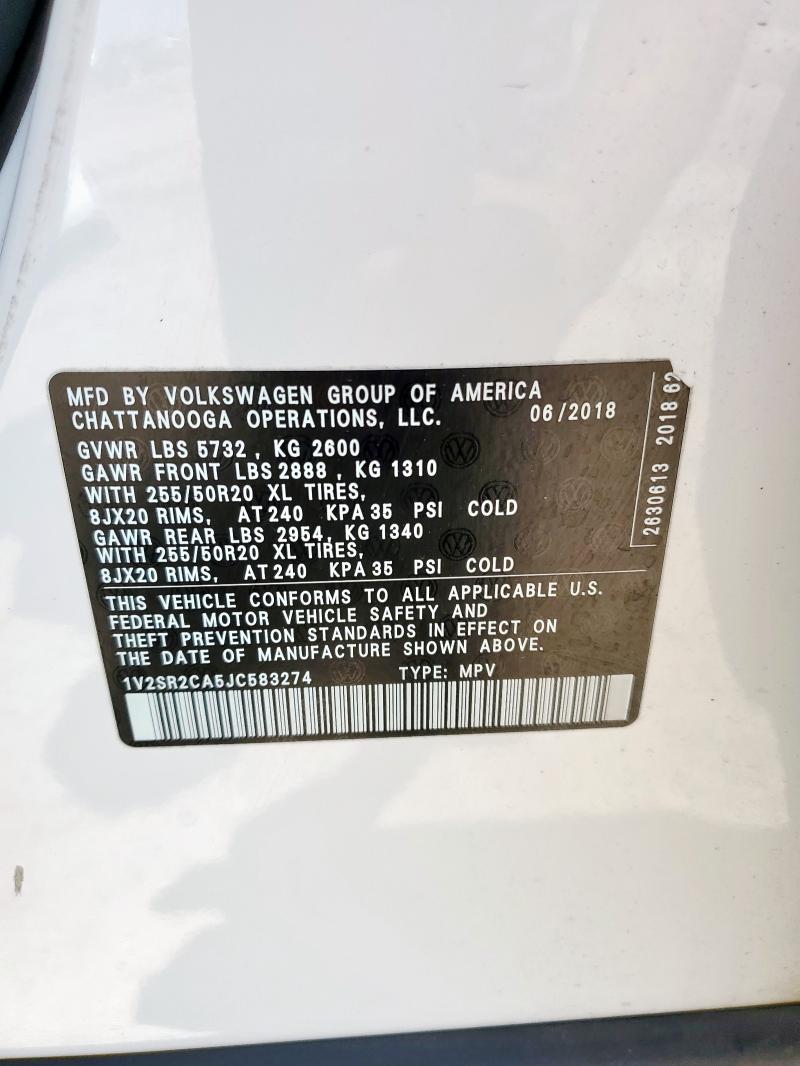 MFD BY VOLKSWAGEN GROUP OF AMERICA
CHATTANOOGA OPERATIONS, LLC. 06/2018
GVWR LBS 5732 , KG 2600
GAWR FRONT LBS 2888 , KG 1310
WITH 255/50R20 XL TIRES,
8JX20 RIMS, AT 240 KPA 35 PSI COLD
GAWR REAR LBS 2954, KG 1340
WITH 255/50R20 XL TIRES,
8JX20 RIMS, AT 240 KPA 35 PSI COLD
THIS VEHICLE CONFORMS TO ALL APPLICABLE U.S.
FEDERAL MOTOR VEHICLE SAFETY AND
THEFT PREVENTION STANDARDS IN EFFECT ON
THE DATE OF MANUFACTURE SHOWN ABOVE.
1V2SR2CA5JC583274 TYPE: MPV
2630613 2018 62